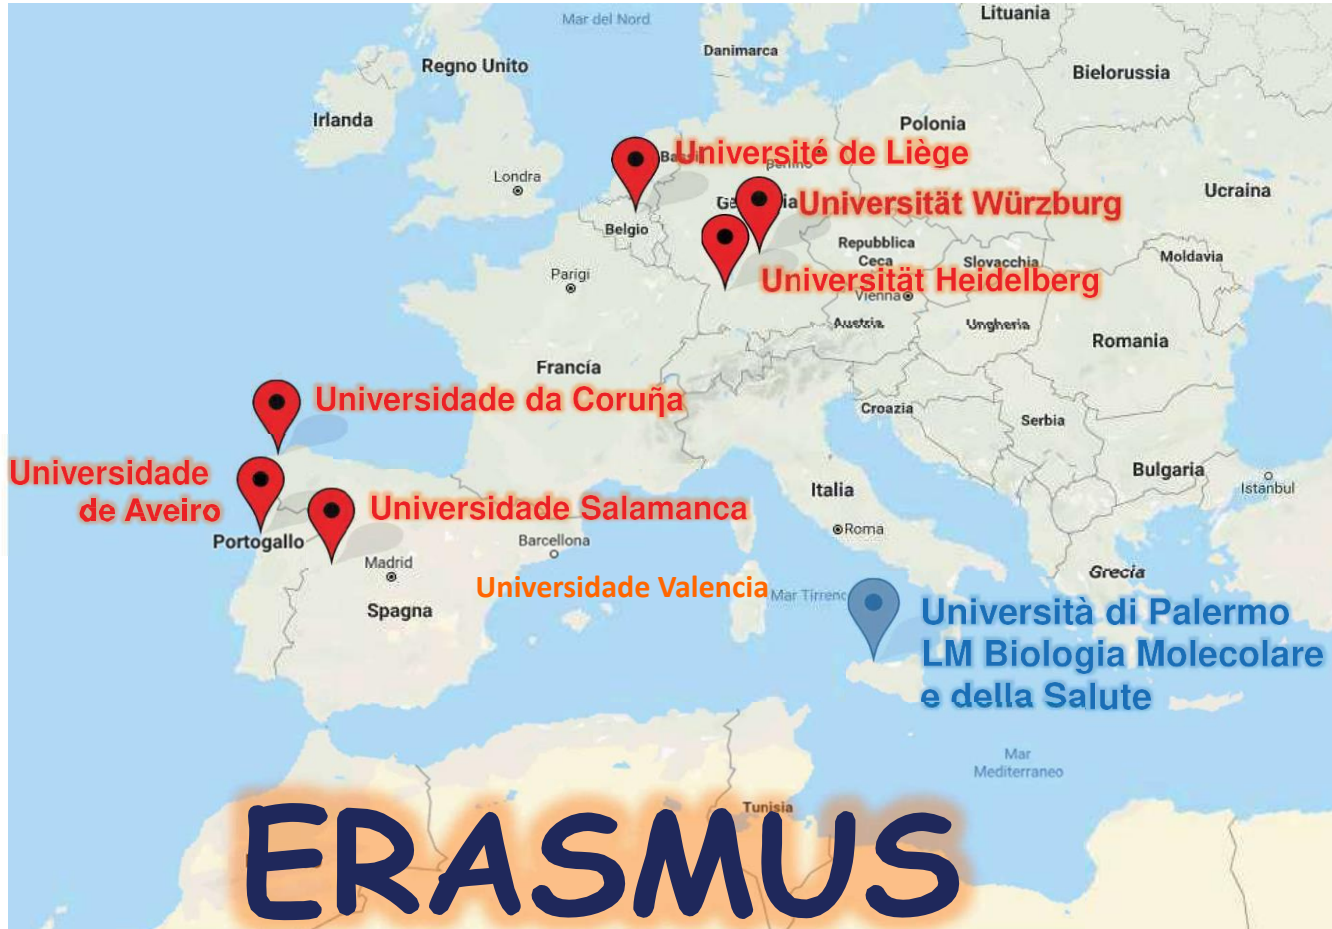 Mar del Nord
Lituania
Danimarca
Regno Unito
Bielorussia
Irlanda
Polonia
Université de Liège
Londra
Ucraina
Universität Würzburg
Belgio
Repubblica
Ceca
Slovacchia
Moldavia
Parigi
Universität Heidelberg
Vienna
Austria
Ungheria
Romania
Francia
Universidade da Coruña
Croazia
Serbia
Universidade
de Aveiro
Bulgaria
Istanbul
Italia
Universidade Salamanca
Roma
Portogallo
Barcellona
Madrid
Grecia
Universidade Valencia
Mar Tirreno
Spagna
Università di Palermo
LM Biologia Molecolare
e della Salute
Mar
Mediterraneo
Tunisia
ERASMUS